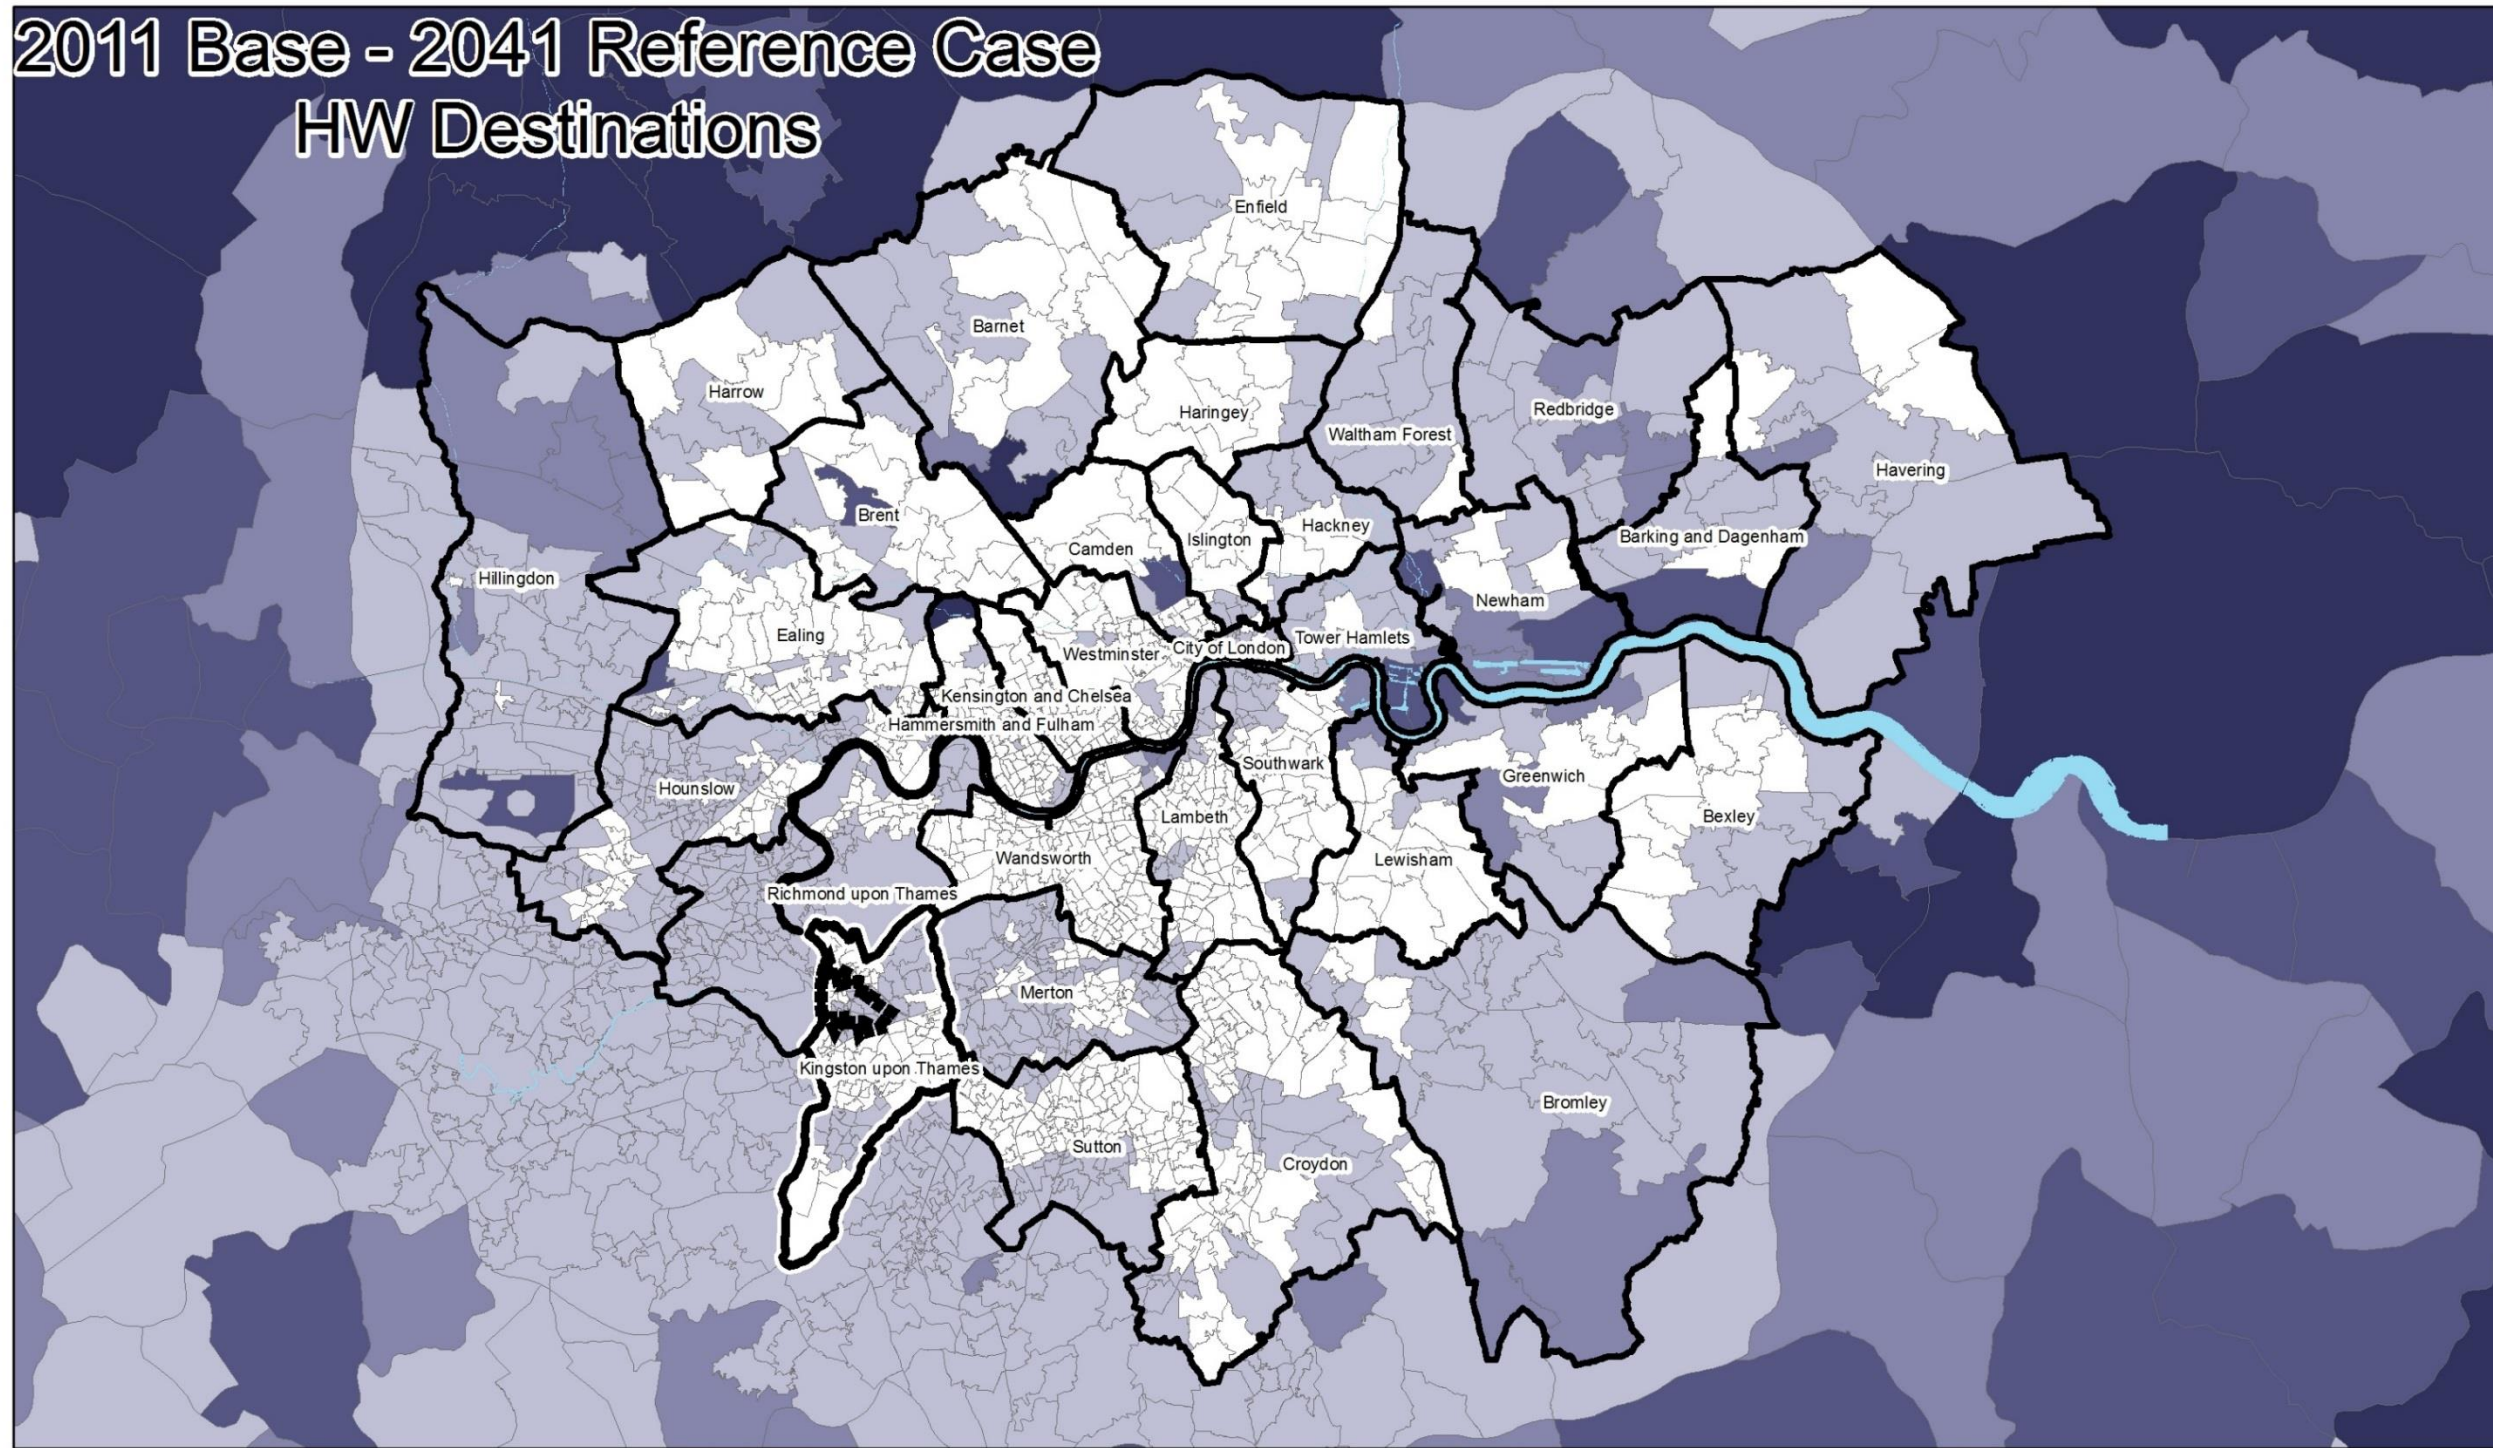 2011 Base - 2041 Reference Case
HW Destinations
Enfield
Barnet
Harrow
Haringey
Redbridge
Waltham Forest
Havering
Brent
Hackney
Islington
Barking and Dagenham
Camden
Hillingdon
Newham
Ealing
Tower Hamlets
City of London
Westminster
Kensington and Chelsea
Hammersmith and Fulham
Southwark
Greenwich
Hounslow
Lambeth
Bexley
Wandsworth
Lewisham
Richmond upon Thames
Merton
Kingston upon Thames
Bromley
Sutton
Croydon